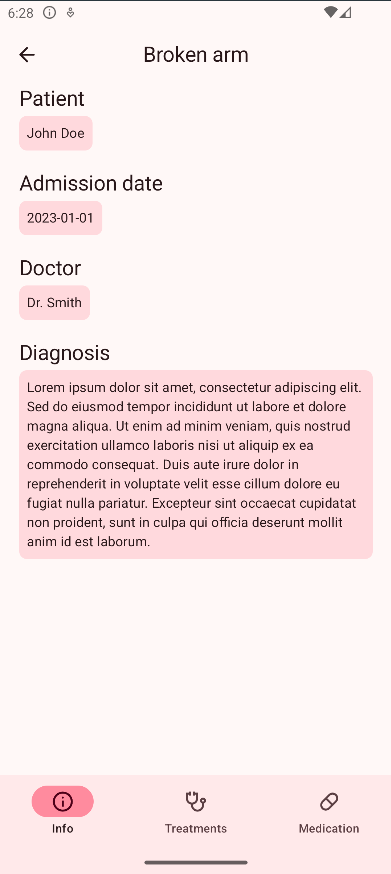 6:28
Broken arm
Patient
John Doe
Admission date
2023-01-01
Doctor
Dr. Smith
Diagnosis
Lorem ipsum dolor sit amet, consectetur adipiscing elit.
Sed do eiusmod tempor incididunt ut labore et dolore
magna aliqua. Ut enim ad minim veniam, quis nostrud
exercitation ullamco laboris nisi ut aliquip ex ea
commodo consequat. Duis aute irure dolor in
reprehenderit in voluptate velit esse cillum dolore eu
fugiat nulla pariatur. Excepteur sint occaecat cupidatat
non proident, sunt in culpa qui officia deserunt mollit
anim id est laborum.
Info
Treatments
Medication